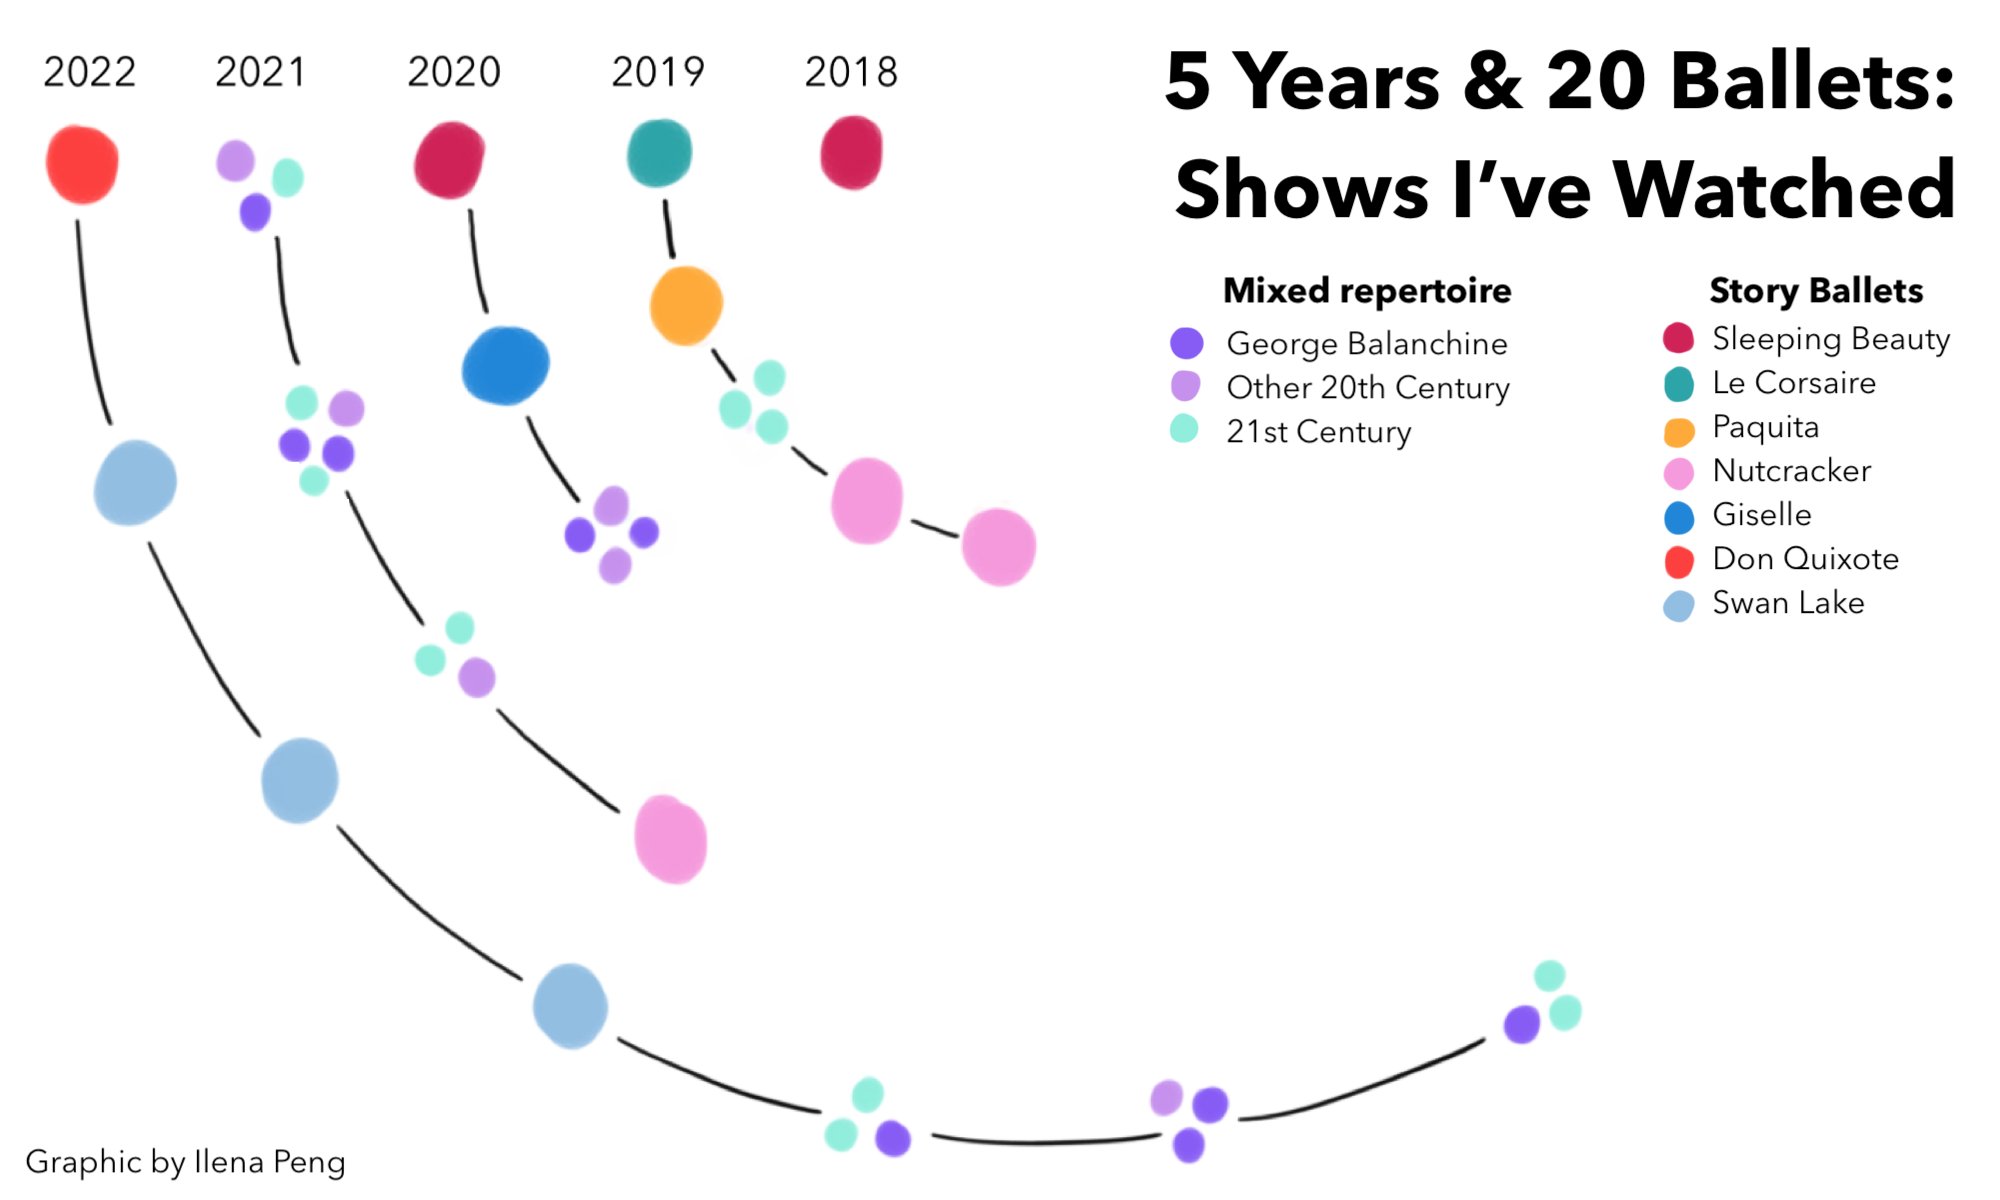 2022
2021
2020
2019
2018
5 Years & 20 Ballets:
Shows I’ve Watched
Mixed repertoire
George Balanchine
Other 20th Century
21st Century
Story Ballets
Sleeping Beauty
Le Corsaire
Paquita
Nutcracker
Giselle
Don Quixote
Swan Lake
Graphic by Ilena Peng